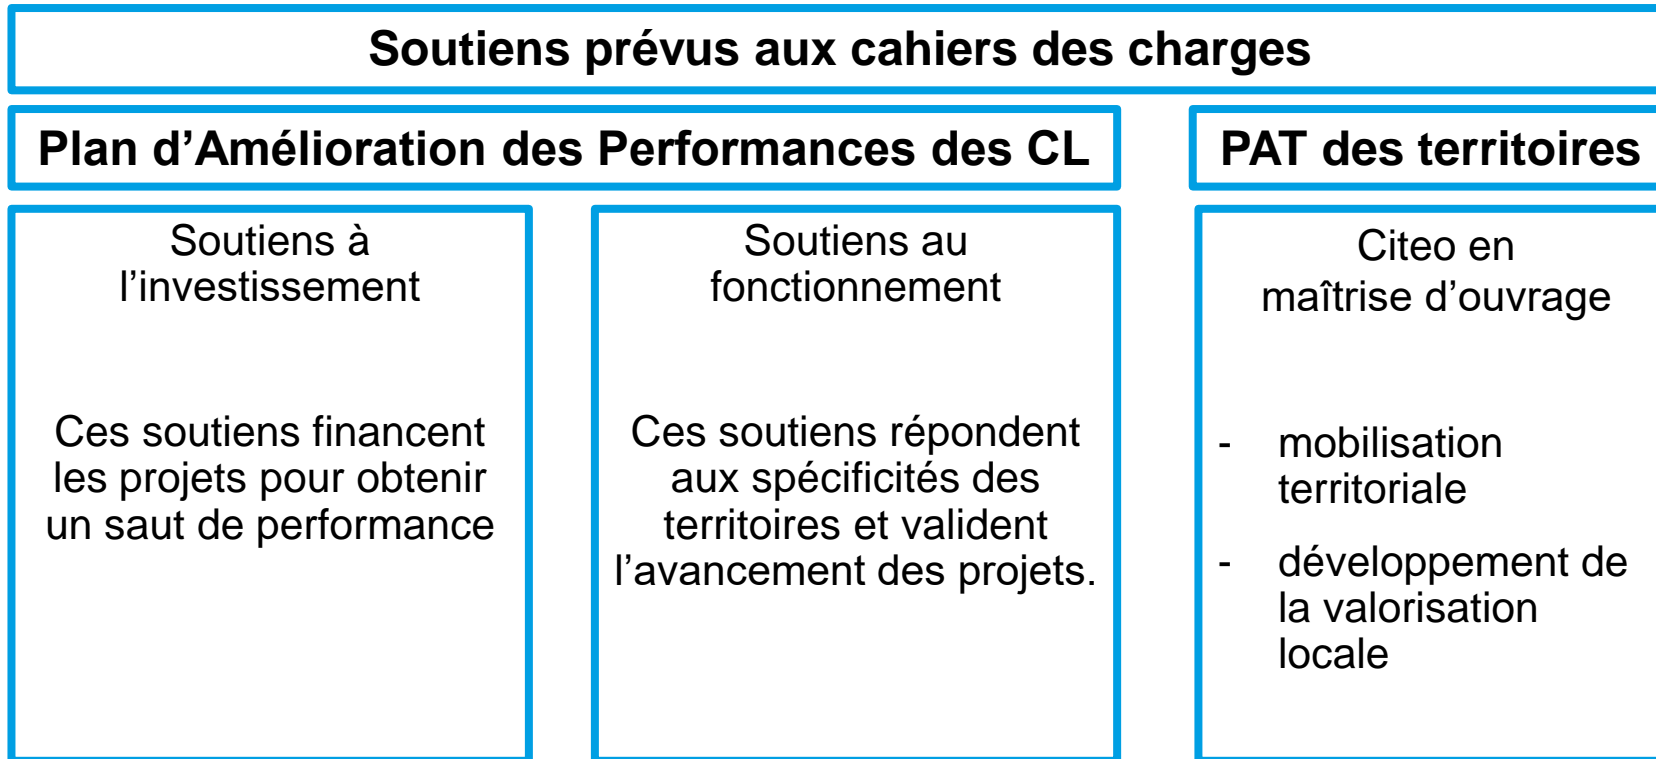 Soutiens prévus aux cahiers des charges
Plan d’Amélioration des Performances des CL
PAT des territoires
Soutiens à
l’investissement
Ces soutiens financent
les projets pour obtenir
un saut de performance
Soutiens au
fonctionnement
Ces soutiens répondent
aux spécificités des
territoires et valident
l’avancement des projets.
Citeo en
maîtrise d’ouvrage
- mobilisation
territoriale
- développement de
la valorisation
locale